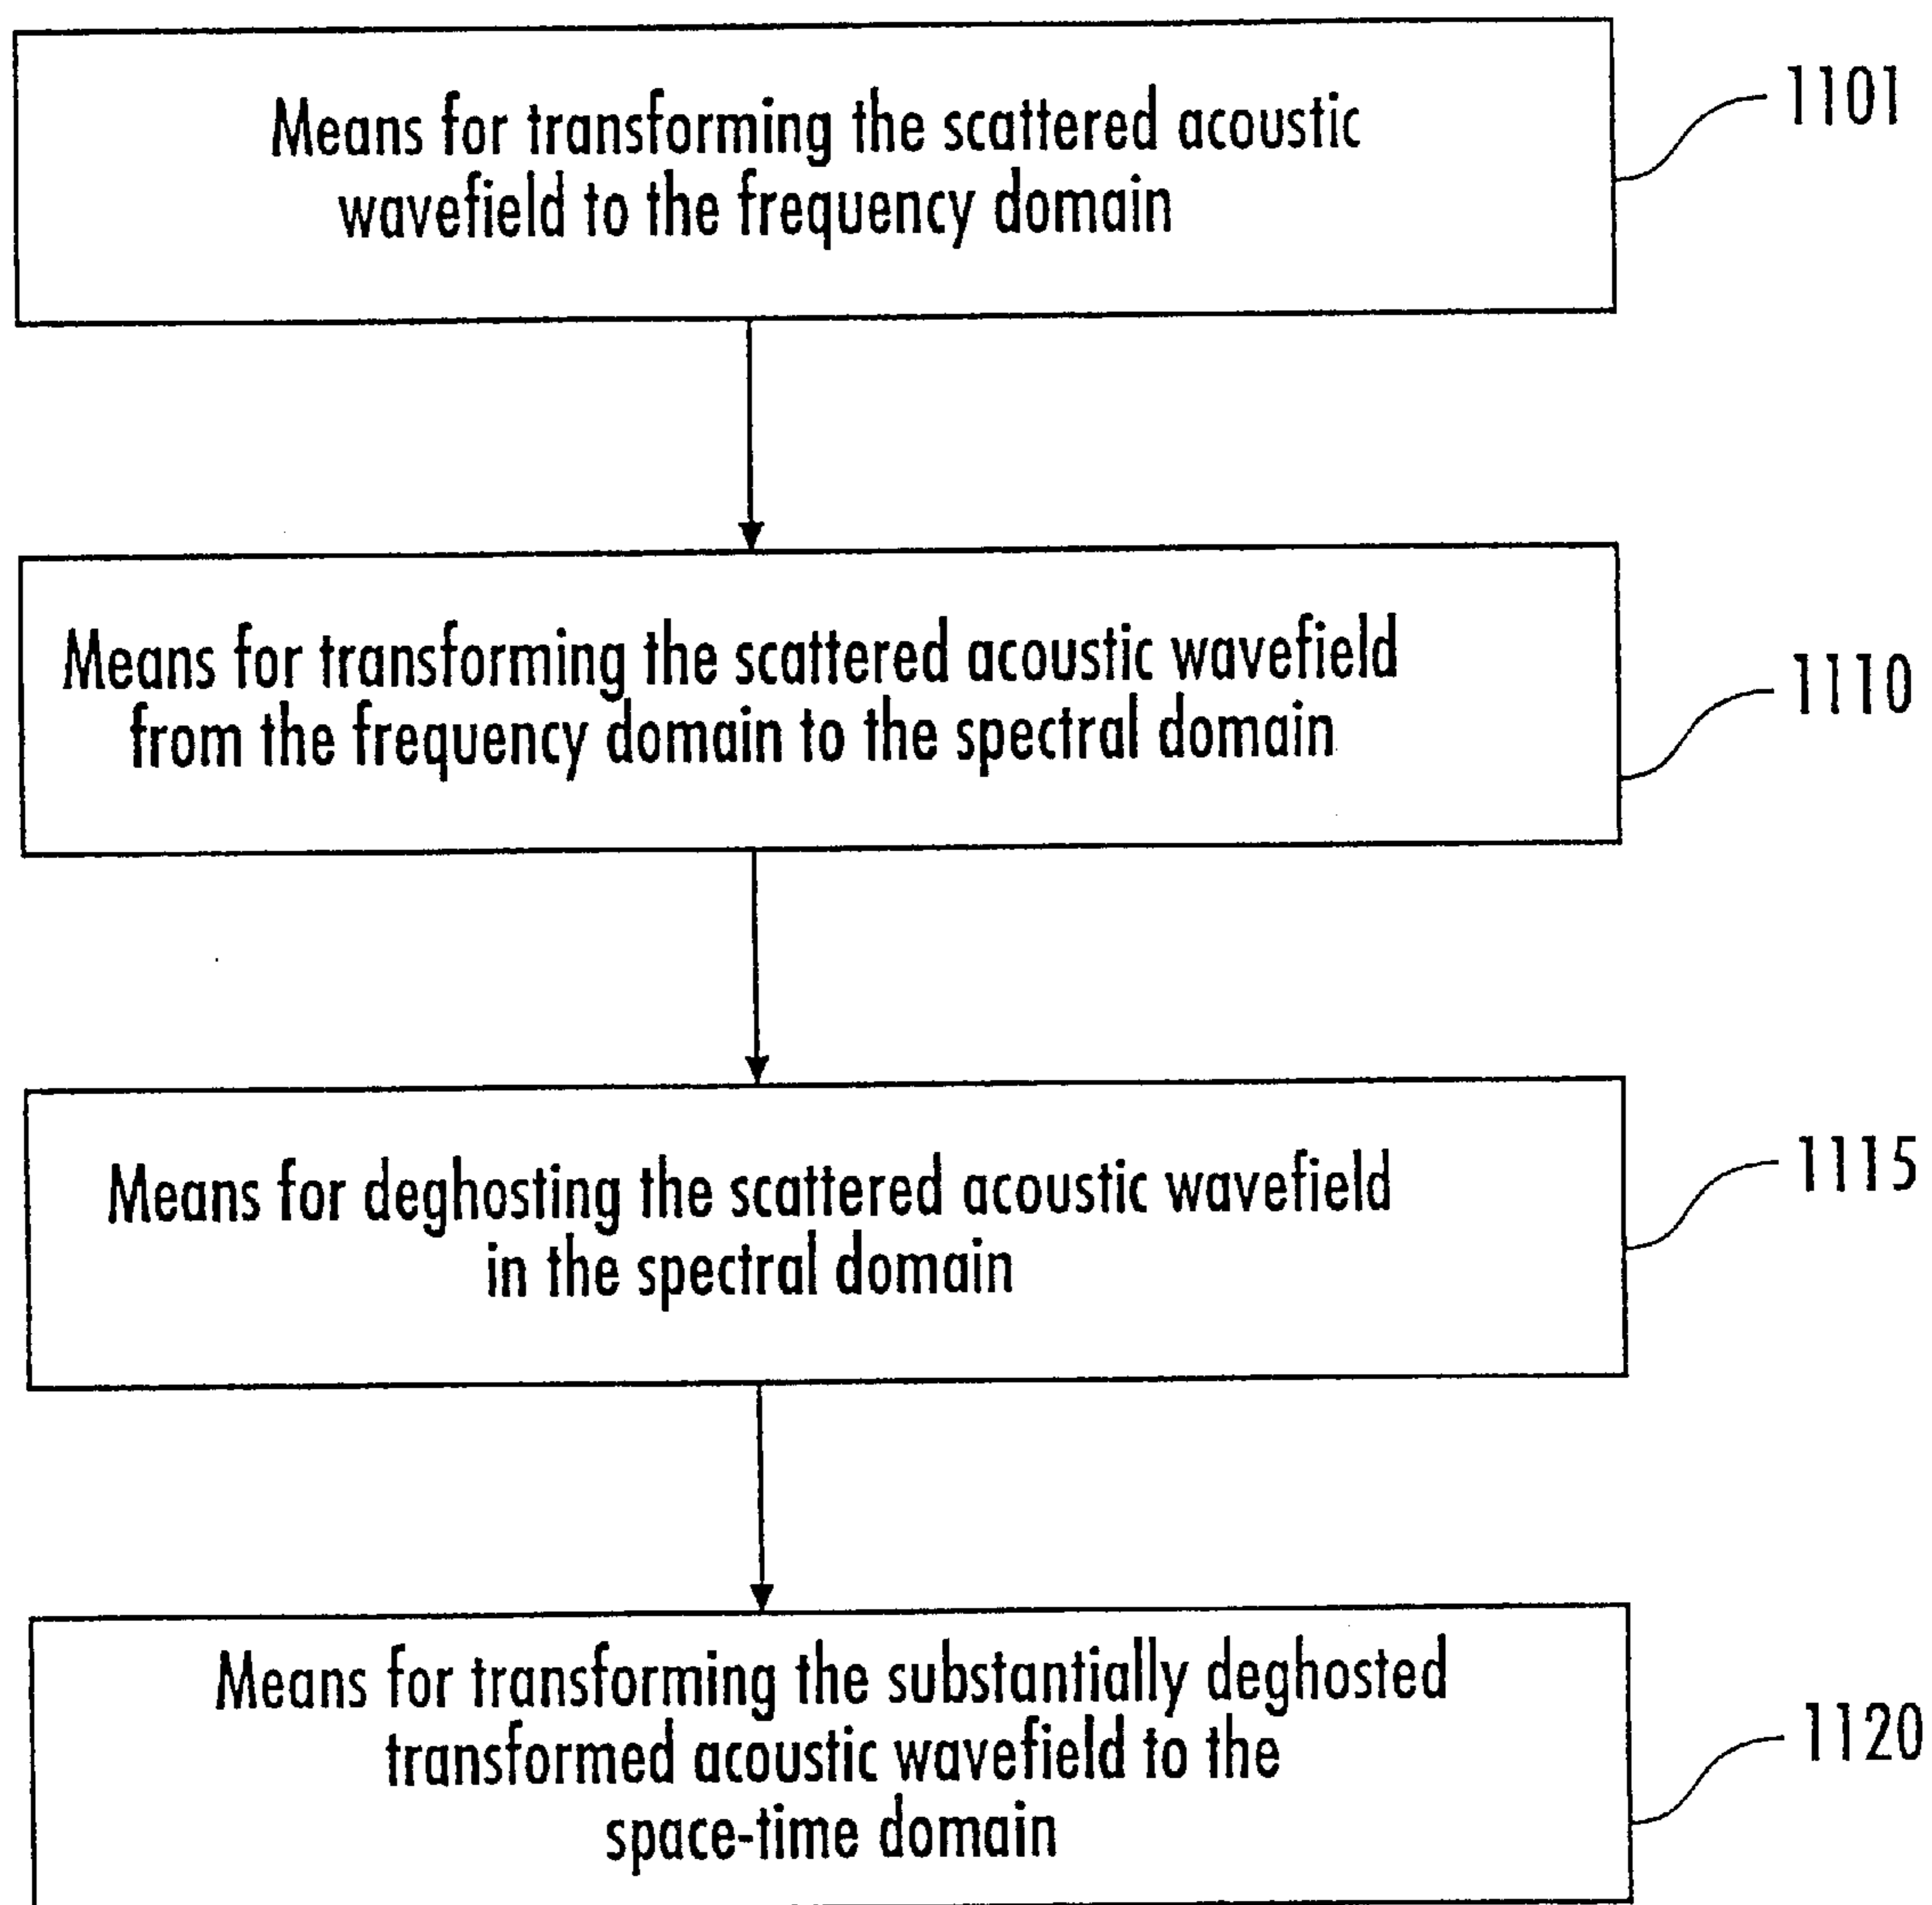 Means for transforming the scattered acoustic
wavefield to the frequency domain
1101
Means for transforming the scattered acoustic wavefield
from the frequency domain to the spectral domain
1110
Means for deghosting the scattered acoustic wavefield
in the spectral domain
1115
Means for transforming the substantially deghosted
transformed acoustic wavefield to the
space-time domain
1120